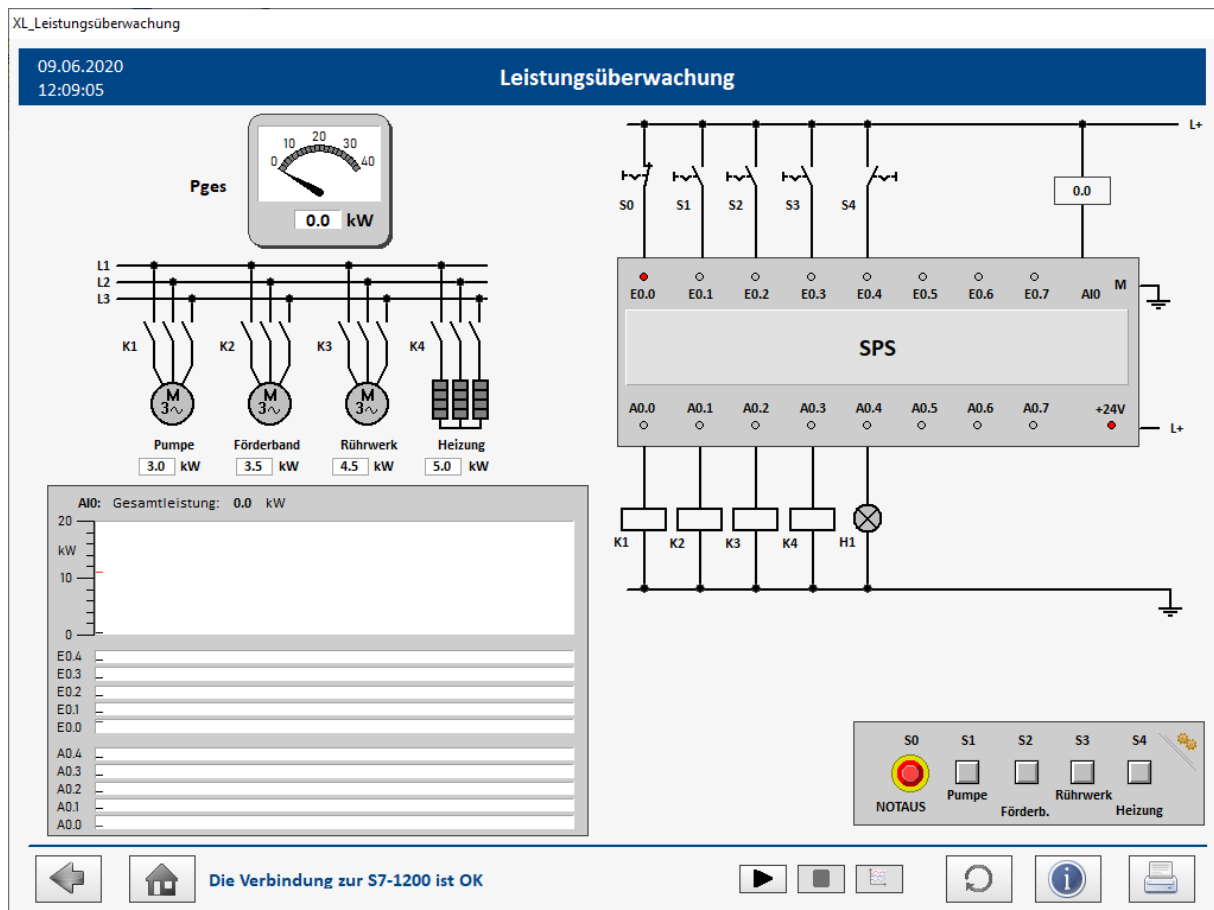 XL_Leistungsüberwachung
09.06.2020
12:09:05
Leistungsüberwachung
Pges
0 10 20 30 40
0.0 kW
L1
L2
L3
K1 K2 K3 K4
M 3~ M 3~ M 3~
Pumpe Förderband Rührwerk Heizung
3.0 kW 3.5 kW 4.5 kW 5.0 kW
L+
S0 S1 S2 S3 S4 0.0
E0.0 E0.1 E0.2 E0.3 E0.4 E0.5 E0.6 E0.7 AI0 M
SPS
A0.0 A0.1 A0.2 A0.3 A0.4 A0.5 A0.6 A0.7 +24V
L+
K1 K2 K3 K4 H1
AI0: Gesamtleistung: 0.0 kW
20
kW
10
0
E0.4
E0.3
E0.2
E0.1
E0.0
A0.4
A0.3
A0.2
A0.1
A0.0
S0 S1 S2 S3 S4
NOTAUS Pumpe Förderb. Rührwerk Heizung
Die Verbindung zur S7-1200 ist OK